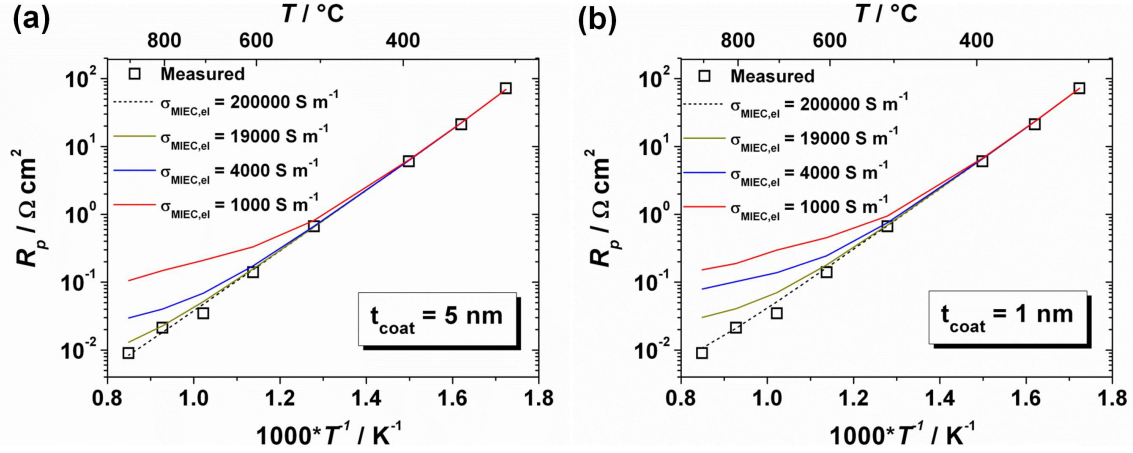 (a)
T / °C
800 600 400
10² 10¹ 10⁰ 10⁻¹ 10⁻²
Rp / Ω cm²
Measured
σMIEC,el = 200000 S m⁻¹
σMIEC,el = 19000 S m⁻¹
σMIEC,el = 4000 S m⁻¹
σMIEC,el = 1000 S m⁻¹
tcoat = 5 nm
0.8 1.0 1.2 1.4 1.6 1.8
1000*T⁻¹ / K⁻¹
(b)
T / °C
800 600 400
10² 10¹ 10⁰ 10⁻¹ 10⁻²
Rp / Ω cm²
Measured
σMIEC,el = 200000 S m⁻¹
σMIEC,el = 19000 S m⁻¹
σMIEC,el = 4000 S m⁻¹
σMIEC,el = 1000 S m⁻¹
tcoat = 1 nm
0.8 1.0 1.2 1.4 1.6 1.8
1000*T⁻¹ / K⁻¹